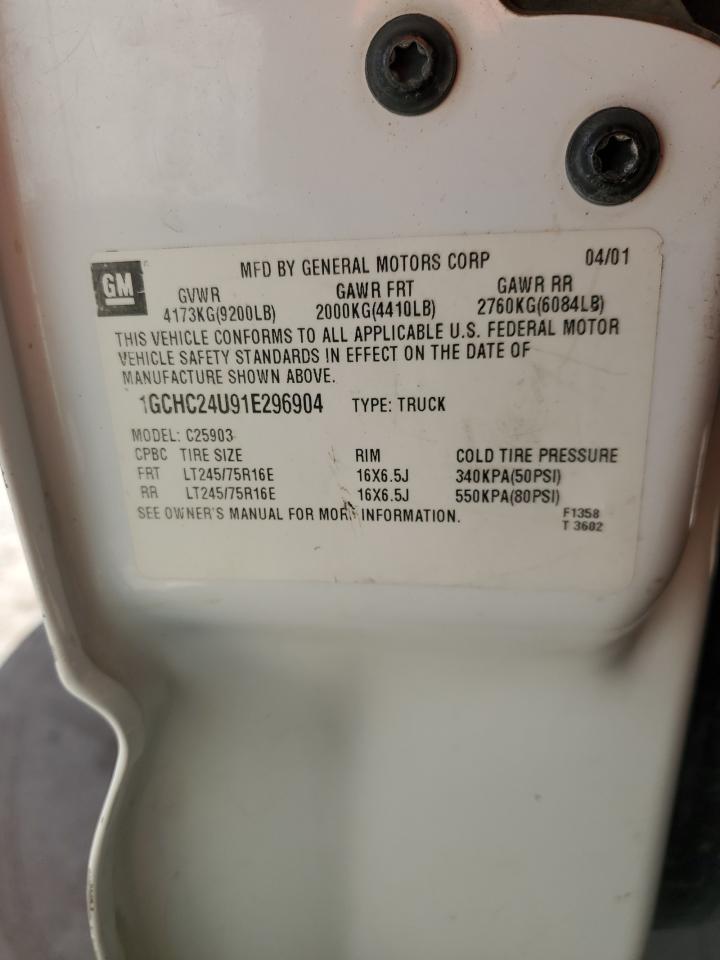 GM
MFD BY GENERAL MOTORS CORP 04/01
GVWR GAWR FRT GAWR RR
4173KG(9200LB) 2000KG(4410LB) 2760KG(6084LB)
THIS VEHICLE CONFORMS TO ALL APPLICABLE U.S. FEDERAL MOTOR
VEHICLE SAFETY STANDARDS IN EFFECT ON THE DATE OF
MANUFACTURE SHOWN ABOVE.
1GCHC24U91E296904 TYPE: TRUCK
MODEL: C25903
CPBC TIRE SIZE RIM COLD TIRE PRESSURE
FRT LT245/75R16E 16X6.5J 340KPA(50PSI)
RR LT245/75R16E 16X6.5J 550KPA(80PSI)
SEE OWNER'S MANUAL FOR MORE INFORMATION. F1358
T 3602